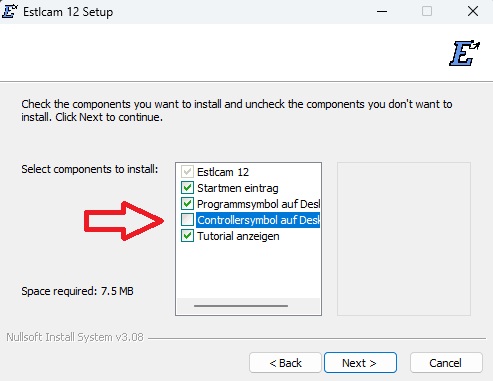 Estlcam 12 Setup
E
Check the components you want to install and uncheck the components you don't want to
install. Click Next to continue.
Select components to install:
Estlcam 12
Startmen eintrag
Programmsymbol auf Desk
Controllersymbol auf Desk
Tutorial anzeigen
Space required: 7.5 MB
Nullsoft Install System v3.08
< Back
Next >
Cancel